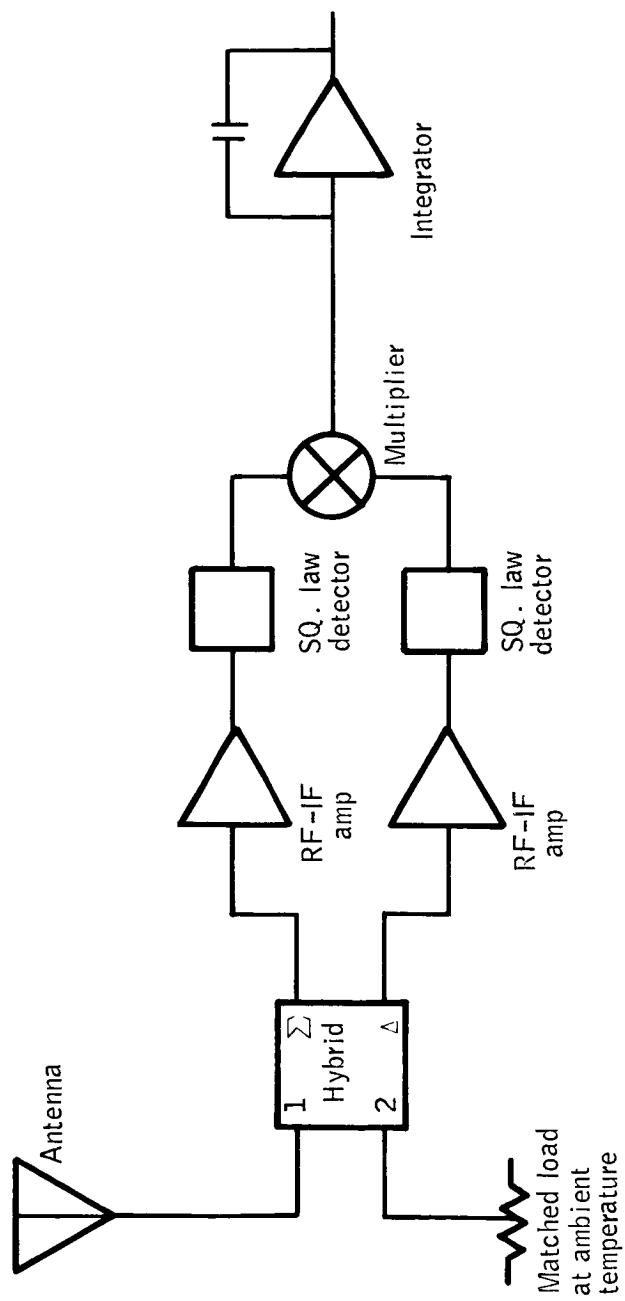 Antenna
1 Σ
Hybrid
2 Δ
Matched load
at ambient
temperature
RF-IF
amp
RF-IF
amp
SQ. law
detector
SQ. law
detector
Multiplier
Integrator